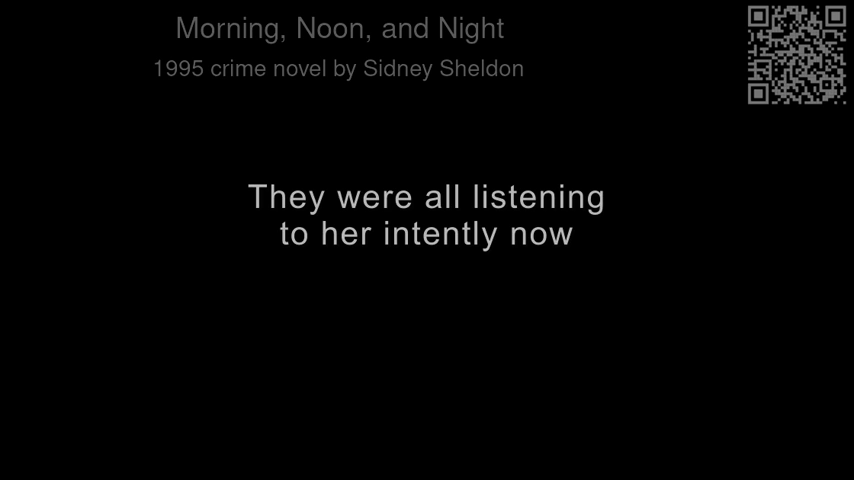 Morning, Noon, and Night
1995 crime novel by Sidney Sheldon
They were all listening
to her intently now